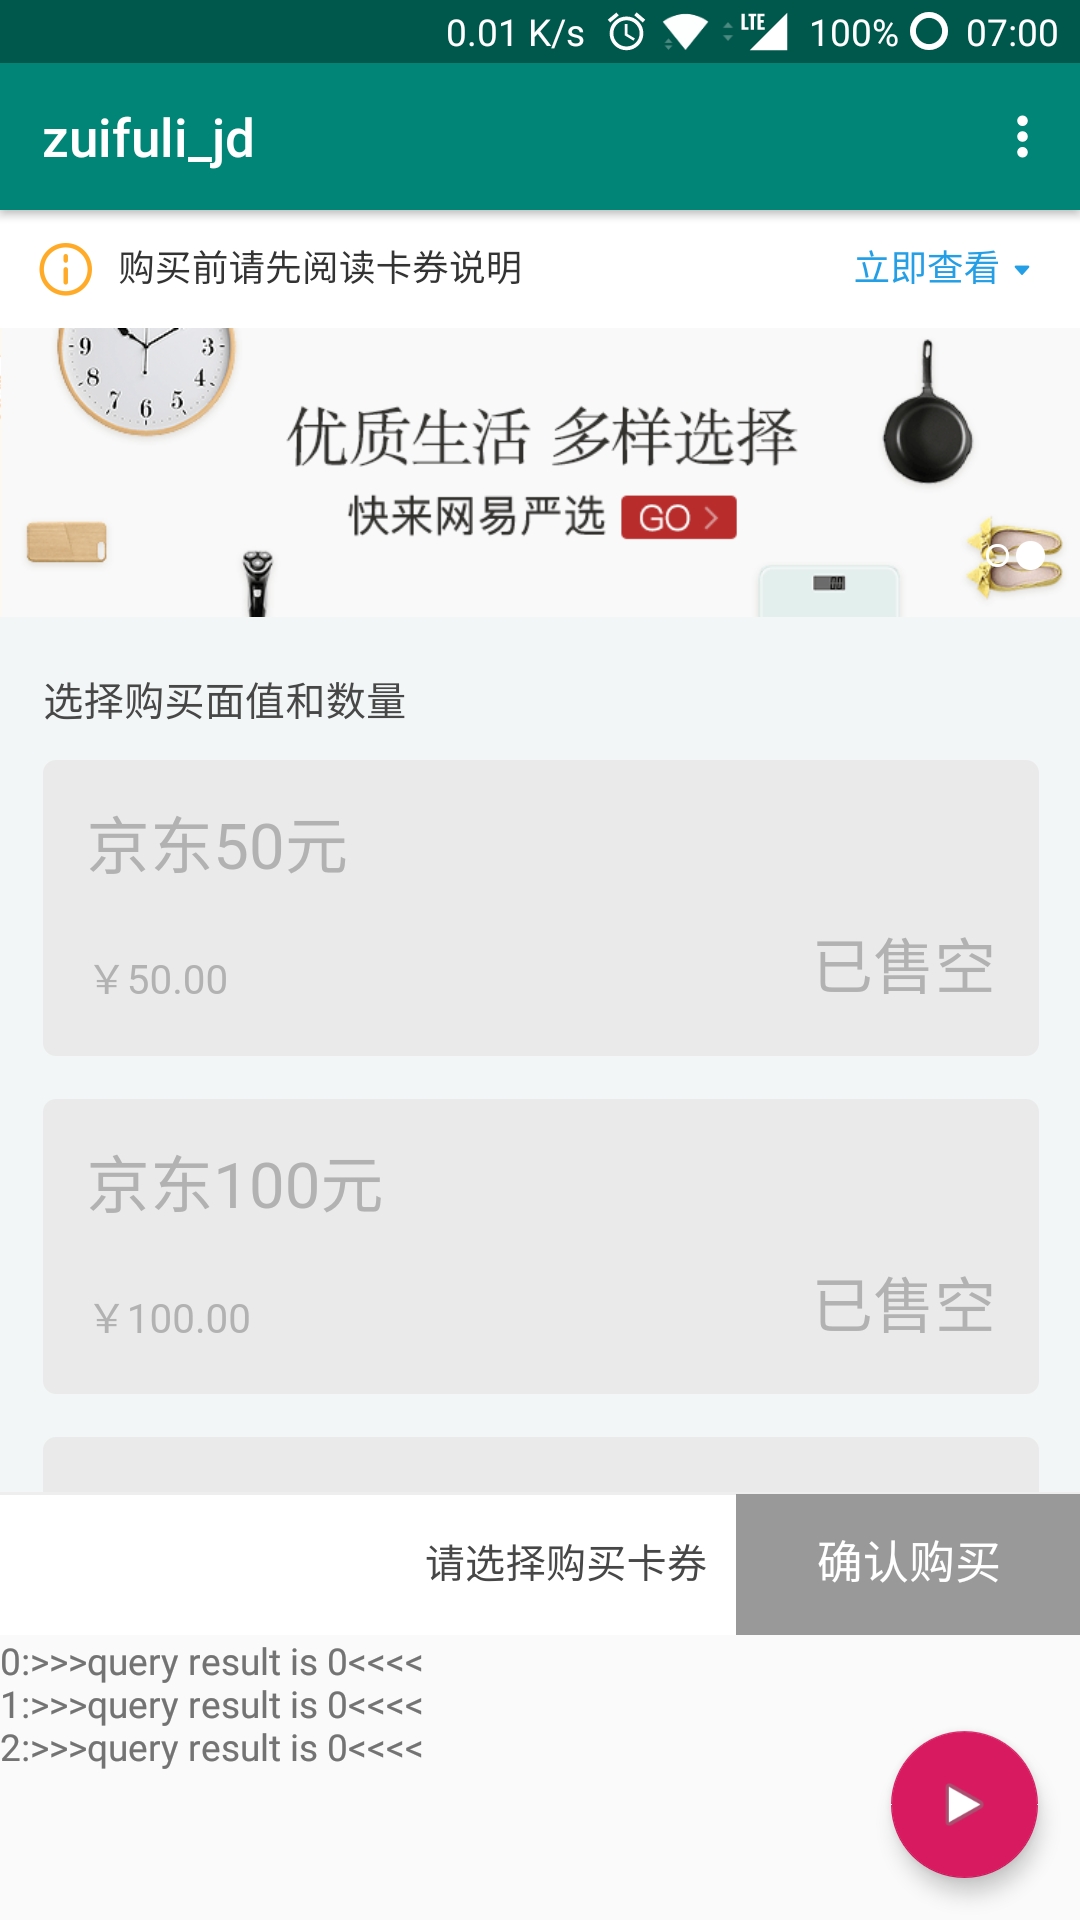 0.01 K/s LTE 100% 07:00
zuifuli_jd
购买前请先阅读卡券说明 立即查看
9 3
8 4
7 6 5
优质生活 多样选择
快来网易严选 GO
选择购买面值和数量
京东50元
￥50.00 已售空
京东100元
￥100.00 已售空
请选择购买卡券 确认购买
0:>>>query result is 0<<<<
1:>>>query result is 0<<<<
2:>>>query result is 0<<<<